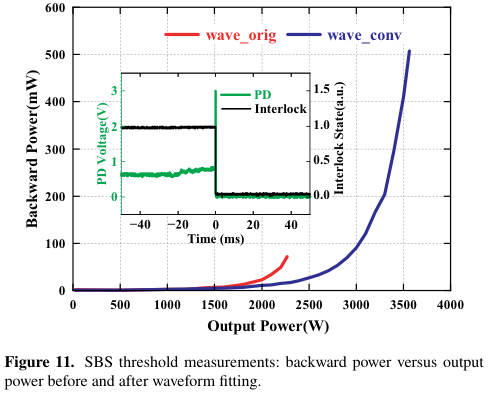 600
500
400
300
200
100
0
Backward Power(mW)
wave_orig
wave_conv
3
2
1
0
PD Voltage(V)
PD
Interlock
1.5
1.0
0.5
0.0
Interlock State(a.u.)
−40
−20
0
20
40
Time (ms)
0
500
1000
1500
2000
2500
3000
3500
4000
Output Power(W)
Figure 11. SBS threshold measurements: backward power versus output
power before and after waveform fitting.